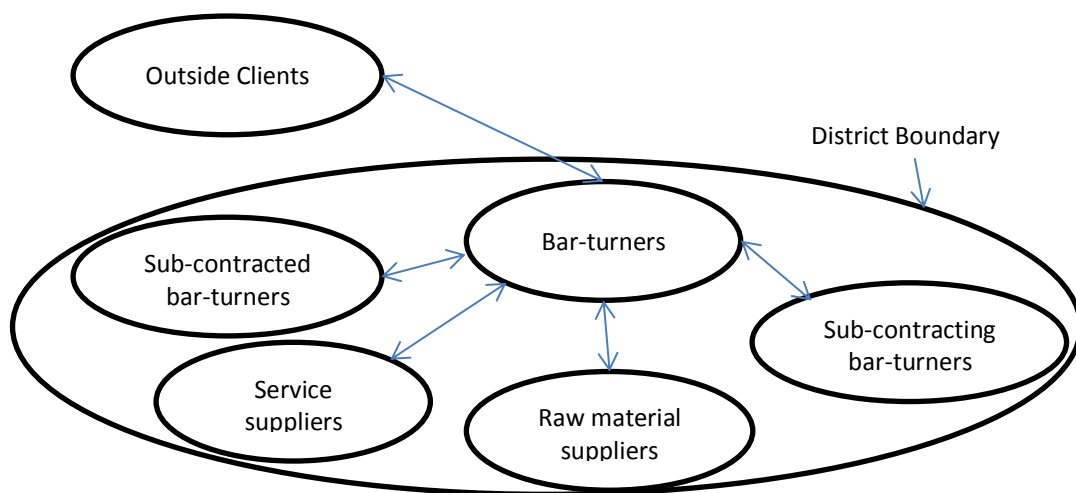 Outside Clients
District Boundary
Bar-turners
Sub-contracted
bar-turners
Sub-contracting
bar-turners
Service
suppliers
Raw material
suppliers